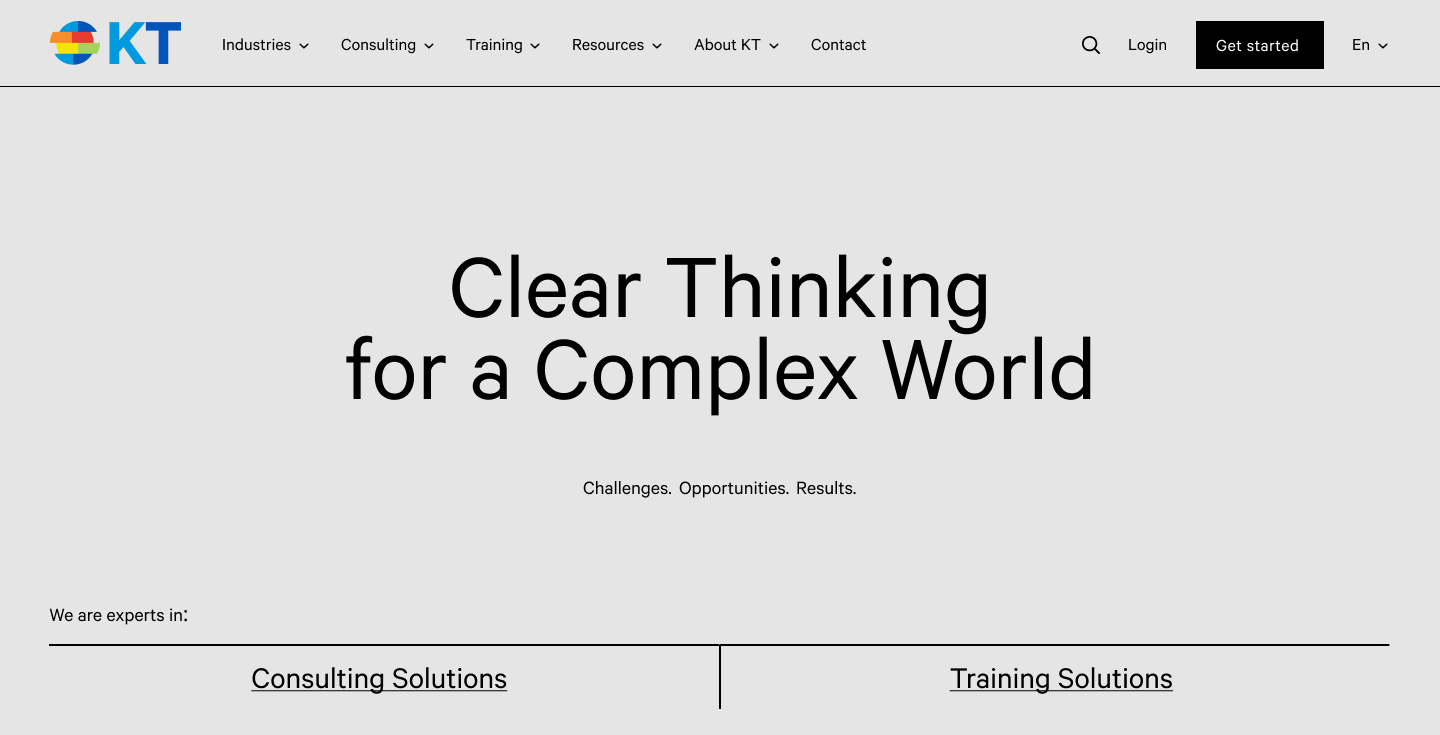 KT
Industries
Consulting
Training
Resources
About KT
Contact
Login
Get started
En
Clear Thinking
for a Complex World
Challenges. Opportunities. Results.
We are experts in:
Consulting Solutions
Training Solutions